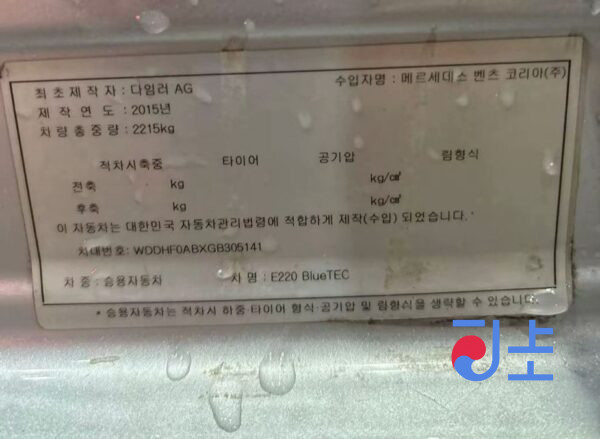 최초제작자 : 다임러 AG
수입자명 : 메르세데스 벤츠 코리아(주)
제작연도 : 2015년
차량총중량 : 2215kg
적차시축중 타이어 공기압 림형식
전축 kg kg/㎠
후축 kg kg/㎠
이 자동차는 대한민국 자동차관리법령에 적합하게 제작(수입) 되었습니다.
차대번호: WDDHF0ABXGB305141
차종 : 승용자동차 차명 : E220 BlueTEC
* 승용자동차는 적차시 하중·타이어 형식·공기압 및 림형식을 생략할 수 있습니다.